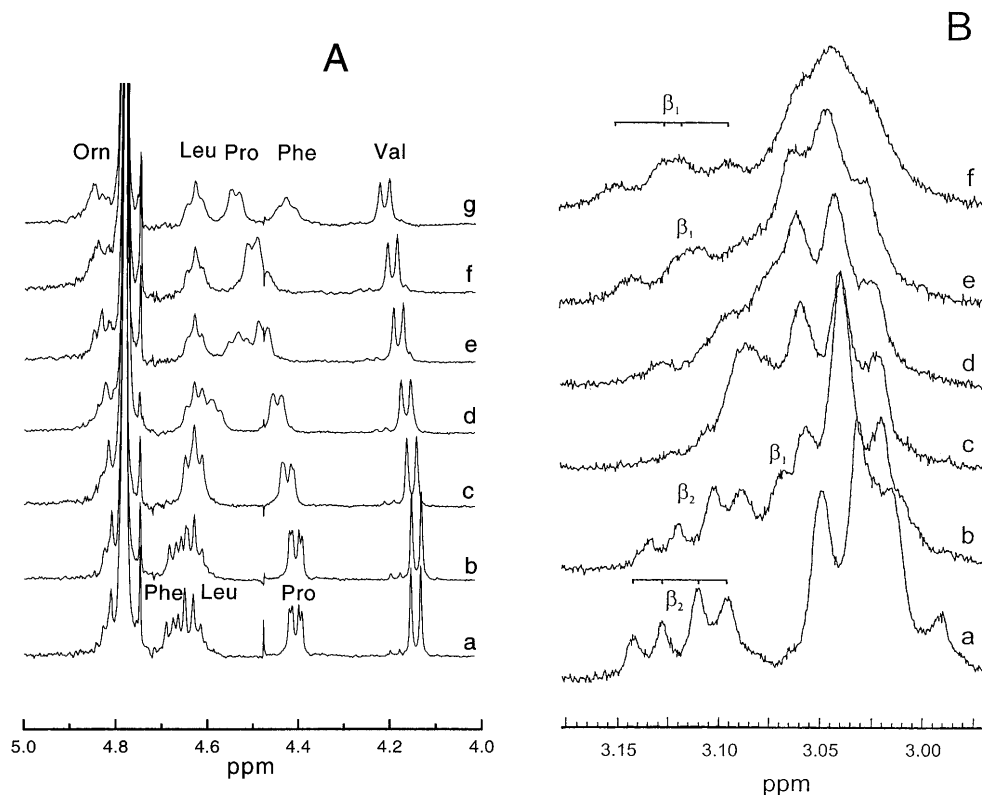 A
Orn Leu Pro Phe Val
g
f
e
d
c
b
Phe Leu Pro
a
5.0 4.8 4.6 4.4 4.2 4.0
ppm
B
β₁
f
β₁
e
d
c
β₁
β₂
b
β₂
a
3.15 3.10 3.05 3.00
ppm